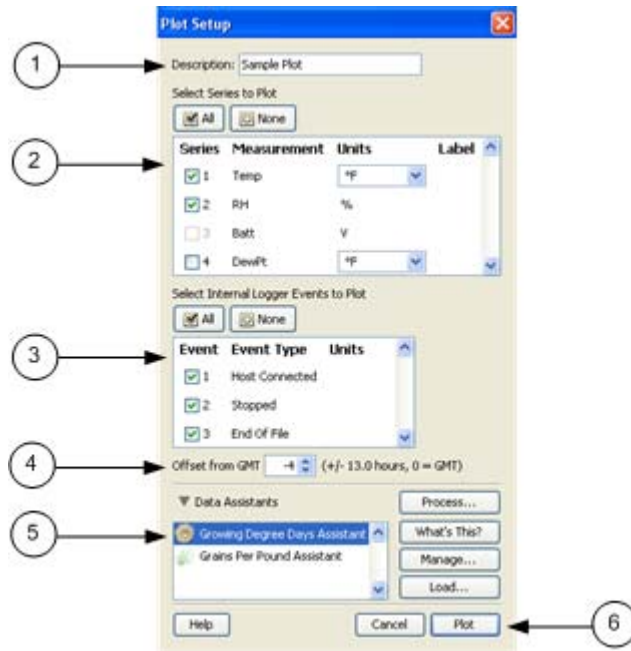 Plot Setup
1
Description: Sample Plot
Select Series to Plot
All None
2
Series Measurement Units Label
1 Temp °F
2 RH %
3 Batt V
4 DewPt °F
Select Internal Logger Events to Plot
All None
3
Event Event Type Units
1 Host Connected
2 Stopped
3 End Of File
4
Offset from GMT -4 (+/- 13.0 hours, 0 = GMT)
Data Assistants
Process...
5
Growing Degree Days Assistant
What's This?
Grains Per Pound Assistant
Manage...
Load...
Help Cancel Plot
6